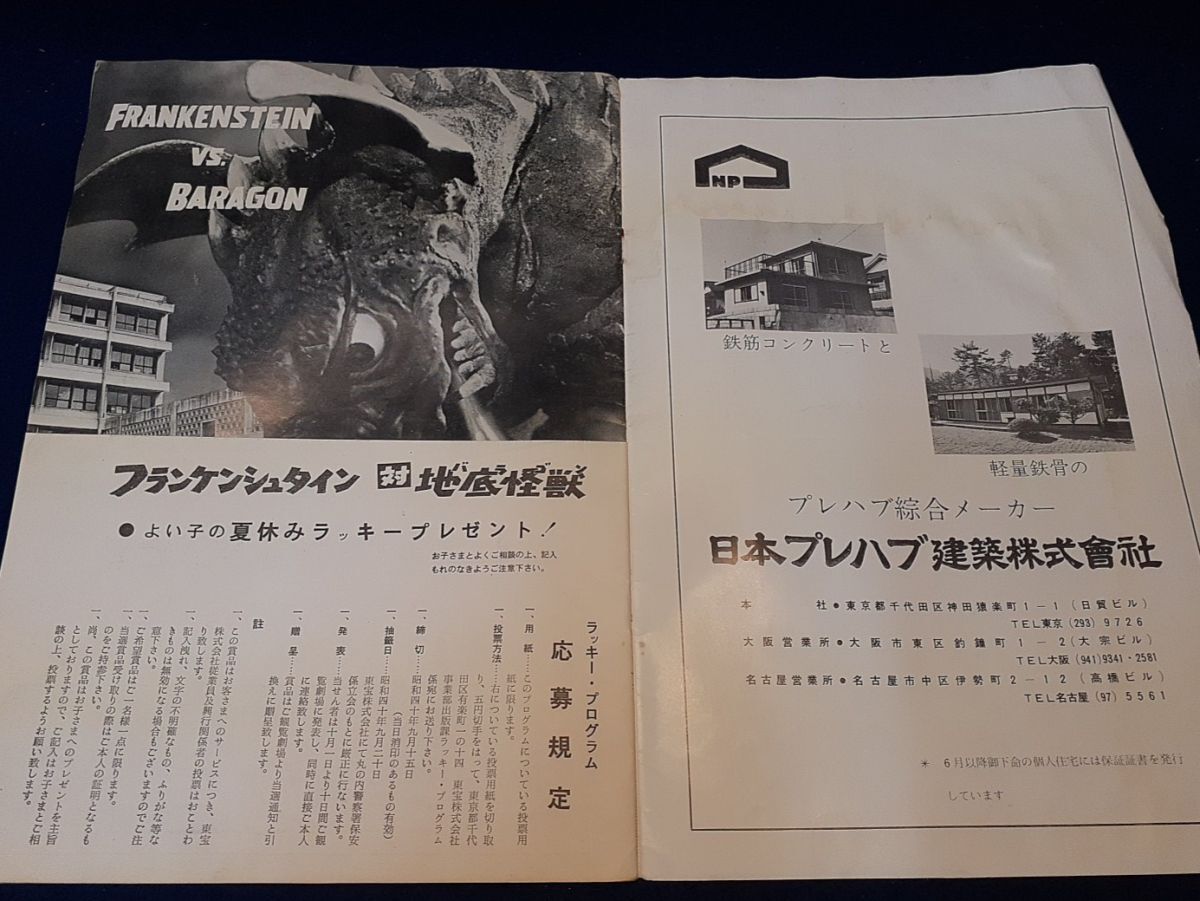 FRANKENSTEIN
VS.
BARAGON
フランケンシュタイン対地底怪獣
バラゴン
●よい子の夏休みラッキープレゼント！
お子さまとよくご相談の上、記入
もれのなきようご注意下さい。
ラッキー・プログラム
応募規定
一、用紙……このプログラムについている投票用
紙に限ります。
一、投票方法…右についている投票用紙を切り取
り、五円切手をはって、東京都千代
田区有楽町一の十四　東宝株式会社
事業部出版課ラッキー・プログラム
係宛にお送り下さい。
一、締切……昭和四十年九月十五日
（当日消印のあるもの有効）
一、抽籤日…昭和四十年九月二十日
東宝株式会社にて丸の内警察署保安
係立会のもとに厳正に行ないます。
一、発表……当せん者は十月一日より十日間ご観
覧劇場に発表し、同時に直接ご本人
に連絡致します。
一、贈呈……賞品はご観覧劇場より当選通知と引
換えに贈呈致します。
註
一、この賞品はお客さまへのサービスにつき、東宝
株式会社従業員及興行関係者の投票はおことわ
り致します。
一、記入洩れ、文字の不明確なもの、ふりがな等な
きものは無効になる場合もございますのでご注
意下さい。
一、ご希望賞品はご一名様一点に限ります。
一、当選賞品受け取りの際はご本人の証明となるも
のをご持参下さい。
一、尚、この賞品はお子さまへのプレゼントを主旨
としておりますので、ご記入はお子さまとご相
談の上、投票するようお願い致します。
NP
鉄筋コンクリートと
軽量鉄骨の
プレハブ綜合メーカー
日本プレハブ建築株式會社
本　　社●東京都千代田区神田猿楽町1－1（日貿ビル）
TEL東京（293）9726
大阪営業所●大阪市東区釣鐘町1－2（大宗ビル）
TEL大阪（941）9341・2581
名古屋営業所●名古屋市中区伊勢町2－12（高橋ビル）
TEL名古屋（97）5561
＊ 6月以降御下命の個人住宅には保証証書を発行
しています